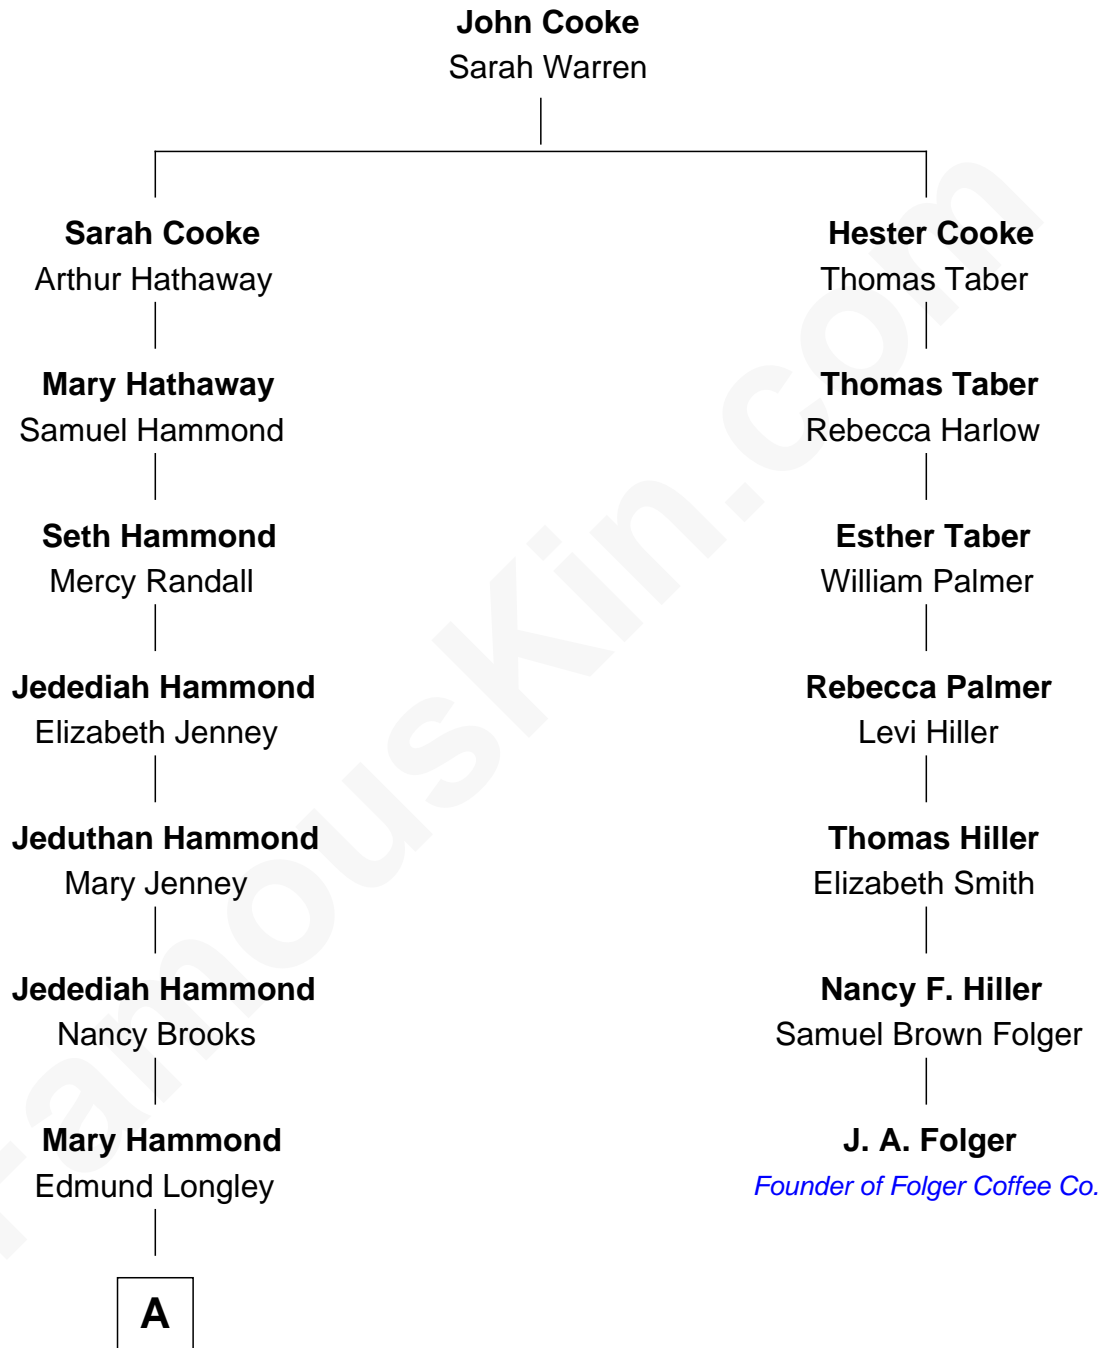 John Cooke
Sarah Warren
Sarah Cooke
Arthur Hathaway
Hester Cooke
Thomas Taber
Mary Hathaway
Samuel Hammond
Thomas Taber
Rebecca Harlow
Seth Hammond
Mercy Randall
Esther Taber
William Palmer
Jedediah Hammond
Elizabeth Jenney
Rebecca Palmer
Levi Hiller
Jeduthan Hammond
Mary Jenney
Thomas Hiller
Elizabeth Smith
Jedediah Hammond
Nancy Brooks
Nancy F. Hiller
Samuel Brown Folger
Mary Hammond
Edmund Longley
J. A. Folger
Founder of Folger Coffee Co.
A
FamousKin.com